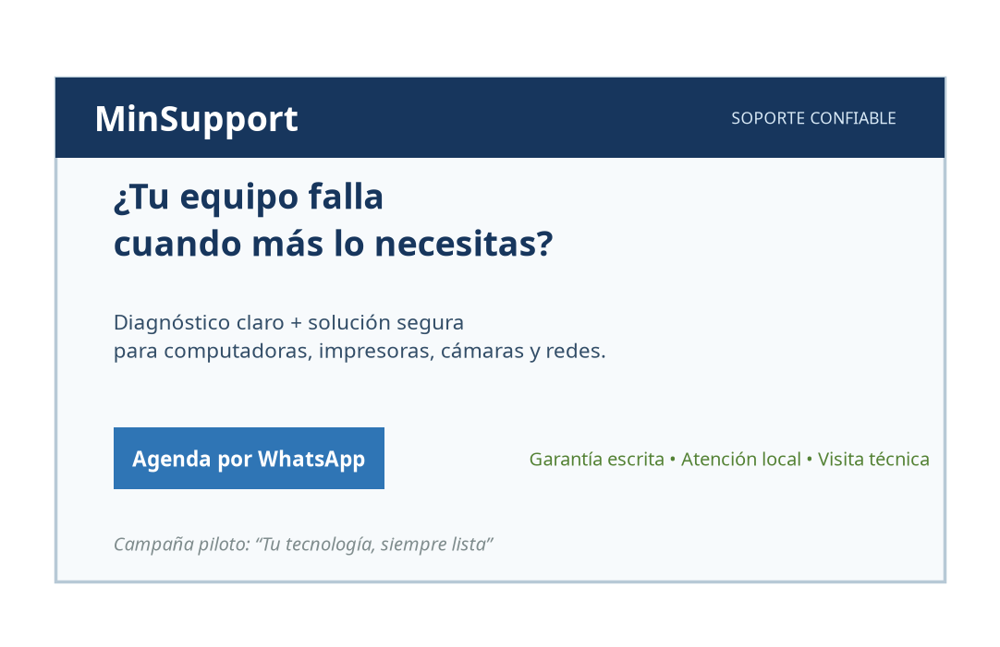 MinSupport
SOPORTE CONFIABLE
¿Tu equipo falla
cuando más lo necesitas?
Diagnóstico claro + solución segura
para computadoras, impresoras, cámaras y redes.
Agenda por WhatsApp
Garantía escrita • Atención local • Visita técnica
Campaña piloto: “Tu tecnología, siempre lista”